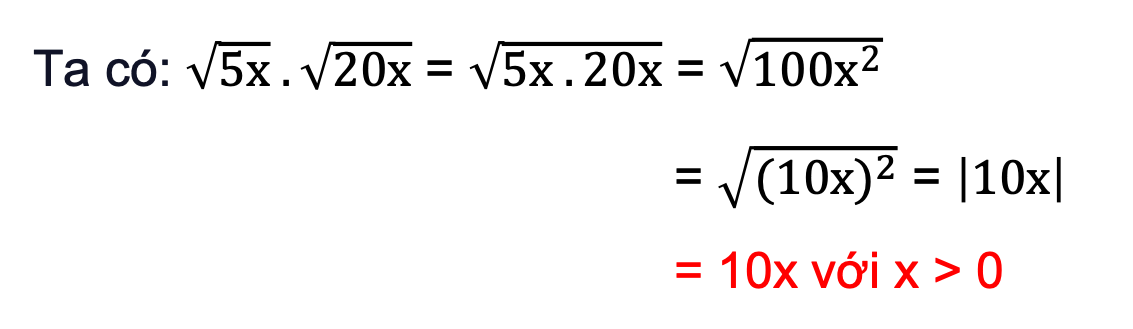 Ta có: √5x . √20x = √5x . 20x = √100x²
= √(10x)² = |10x|
= 10x với x > 0